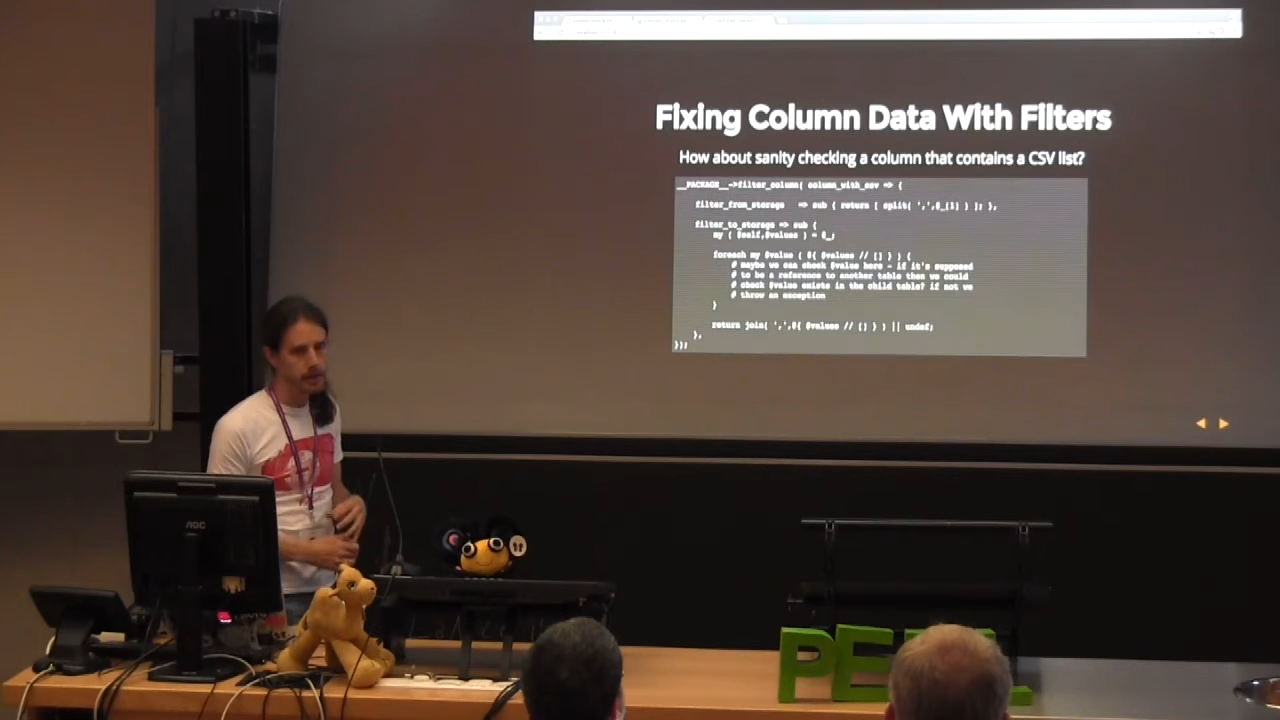 Fixing Column Data With Filters
How about sanity checking a column that contains a CSV list?
__PACKAGE__->filter_column( column_with_csv => {
filter_from_storage => sub { return [ split( ',',$_[1] ) ]; },
filter_to_storage => sub {
my ( $self,$values ) = @_;
foreach my $value ( @{ $values // [] } ) {
# maybe we can check $value here - if it's supposed
# to be a reference to another table then we could
# check $value exists in the child table? if not we
# throw an exception
}
return join( ',',@{ $values // [] } ) || undef;
},
});
AOC
PE